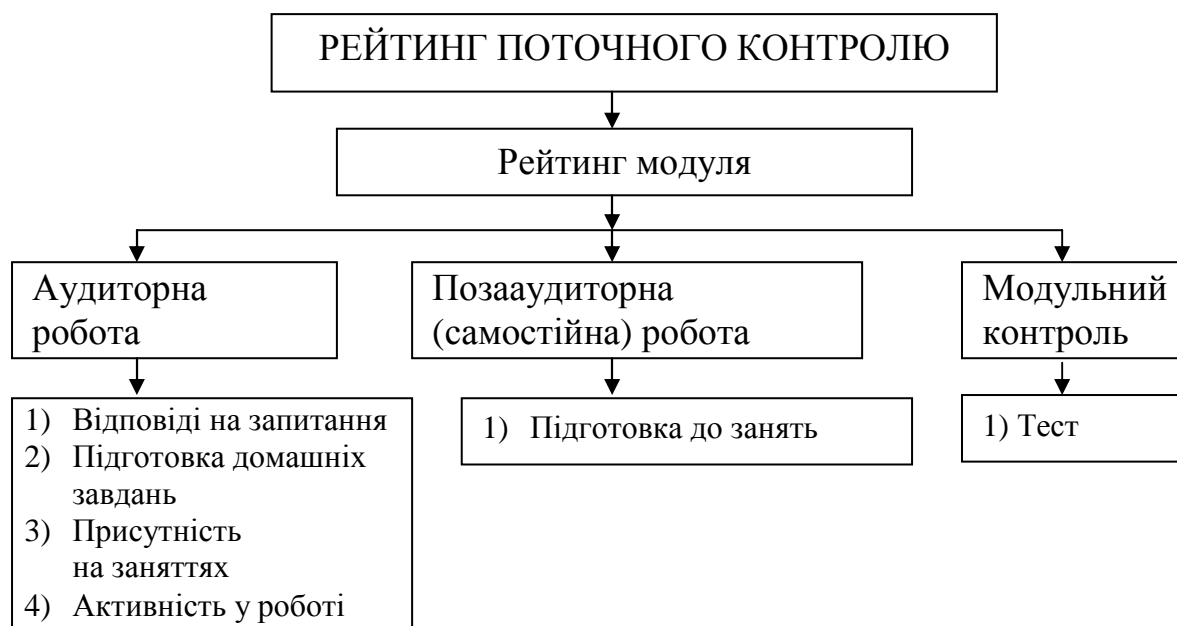 РЕЙТИНГ ПОТОЧНОГО КОНТРОЛЮ
Рейтинг модуля
Аудиторна
робота
Позааудиторна
(самостійна) робота
Модульний
контроль
1) Відповіді на запитання
2) Підготовка домашніх
завдань
3) Присутність
на заняттях
4) Активність у роботі
1) Підготовка до занять
1) Тест